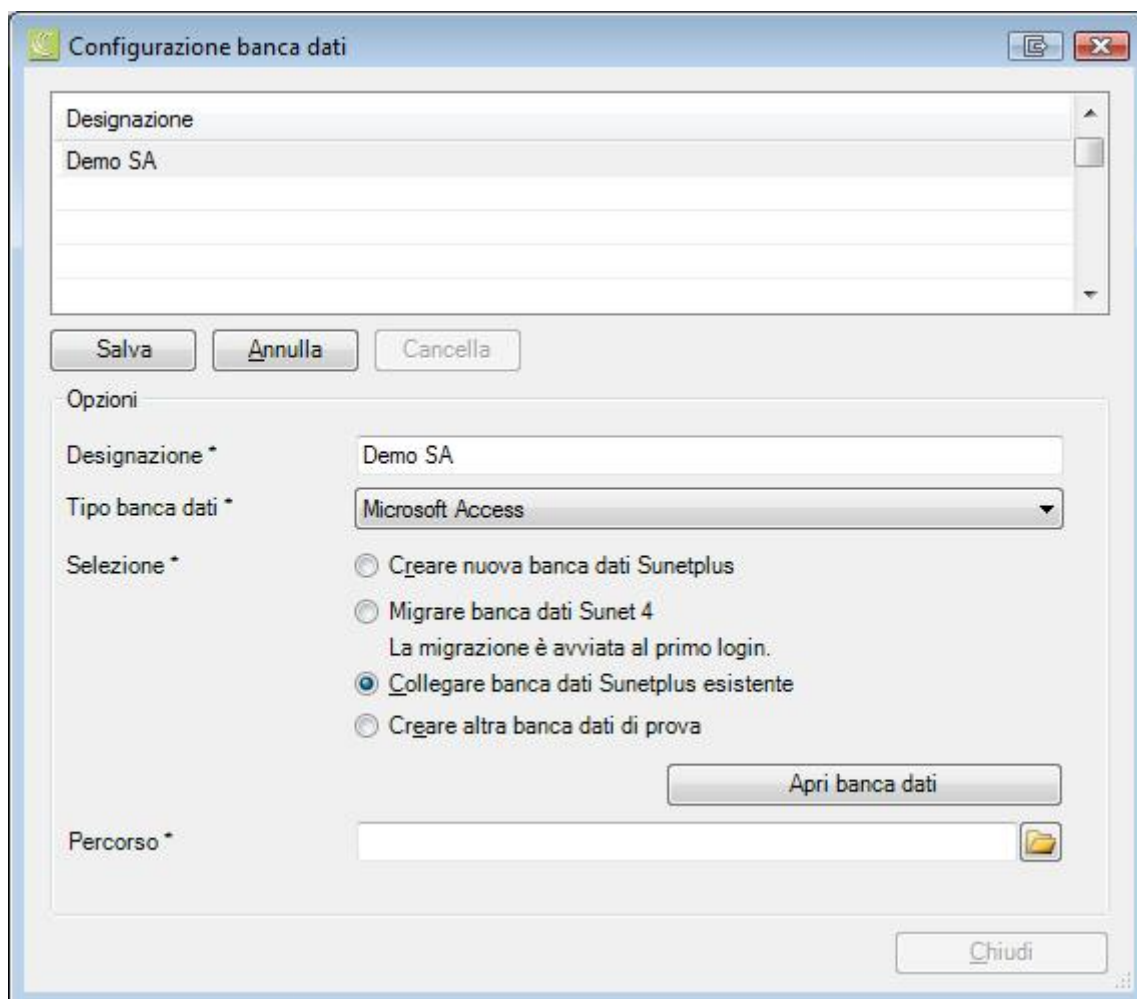 Configurazione banca dati
Designazione
Demo SA
Salva Annulla Cancella
Opzioni
Designazione * Demo SA
Tipo banca dati * Microsoft Access
Selezione * Creare nuova banca dati Sunetplus
Migrare banca dati Sunet 4
La migrazione è avviata al primo login.
Collegare banca dati Sunetplus esistente
Creare altra banca dati di prova
Apri banca dati
Percorso *
Chiudi